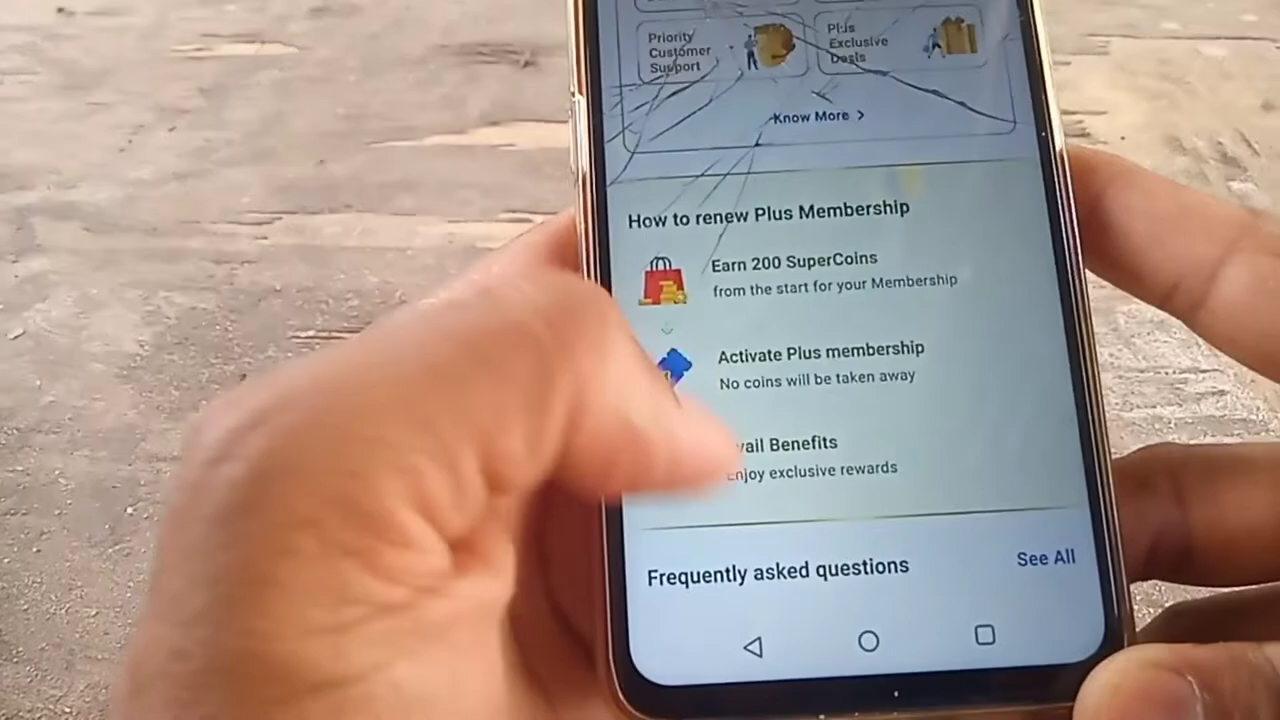 Priority
Customer
Support
Plus
Exclusive
Deals
Know More >
How to renew Plus Membership
Earn 200 SuperCoins
from the start for your Membership
Activate Plus membership
No coins will be taken away
vail Benefits
Enjoy exclusive rewards
Frequently asked questions
See All